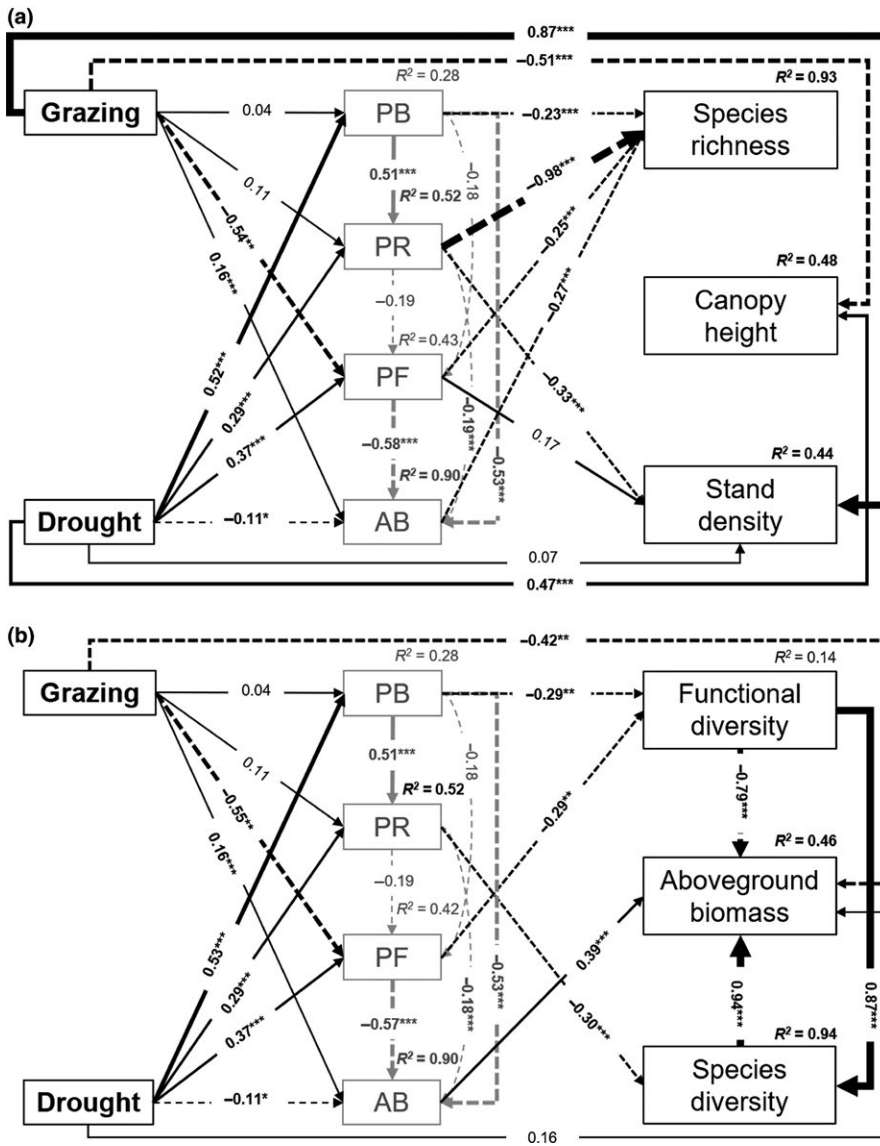 (a)
0.87***
−0.51***
R² = 0.28
R² = 0.93
Grazing
0.04
PB
−0.23***
Species
richness
0.51***
−0.18
R² = 0.52
−0.98***
0.11
−0.54**
0.16***
PR
−0.25***
−0.27***
R² = 0.48
Canopy
height
−0.19
R² = 0.43
0.52***
0.29***
0.37***
PF
−0.33***
0.17
−0.19***
−0.58***
−0.53***
R² = 0.90
R² = 0.44
Drought
−0.11*
AB
Stand
density
0.07
0.47***
(b)
−0.42**
R² = 0.28
R² = 0.14
Grazing
0.04
PB
−0.29**
Functional
diversity
0.51***
−0.18
R² = 0.52
0.11
−0.55**
0.16***
PR
−0.29**
−0.79***
R² = 0.46
Aboveground
biomass
−0.19
R² = 0.42
0.53***
0.29***
0.37***
PF
0.39***
−0.53***
−0.18***
−0.30***
0.94***
0.87***
−0.57***
R² = 0.90
R² = 0.94
Drought
−0.11*
AB
Species
diversity
0.16